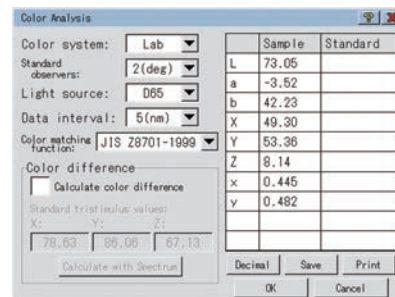 Color Analysis
Color system: Lab
Standard observers: 2(deg)
Light source: D65
Data interval: 5(nm)
Color matching function: JIS Z8701-1999
Color difference
Calculate color difference
Standard tristimulus values:
X: Y: Z:
78.63 86.06 67.13
Calculate with Spectrum
Sample Standard
L 73.05
a -3.52
b 42.23
X 49.30
Y 53.36
Z 8.14
x 0.445
y 0.482
Decimal Save Print
OK Cancel